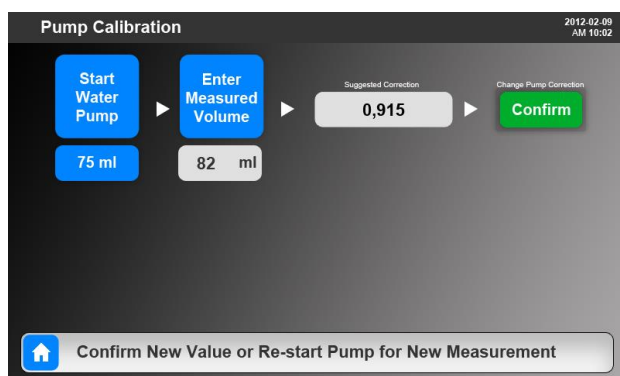 Pump Calibration
2012-02-09
AM 10:02
Start
Water
Pump
Enter
Measured
Volume
Suggested Correction
0,915
Change Pump Correction
Confirm
75 ml
82 ml
Confirm New Value or Re-start Pump for New Measurement